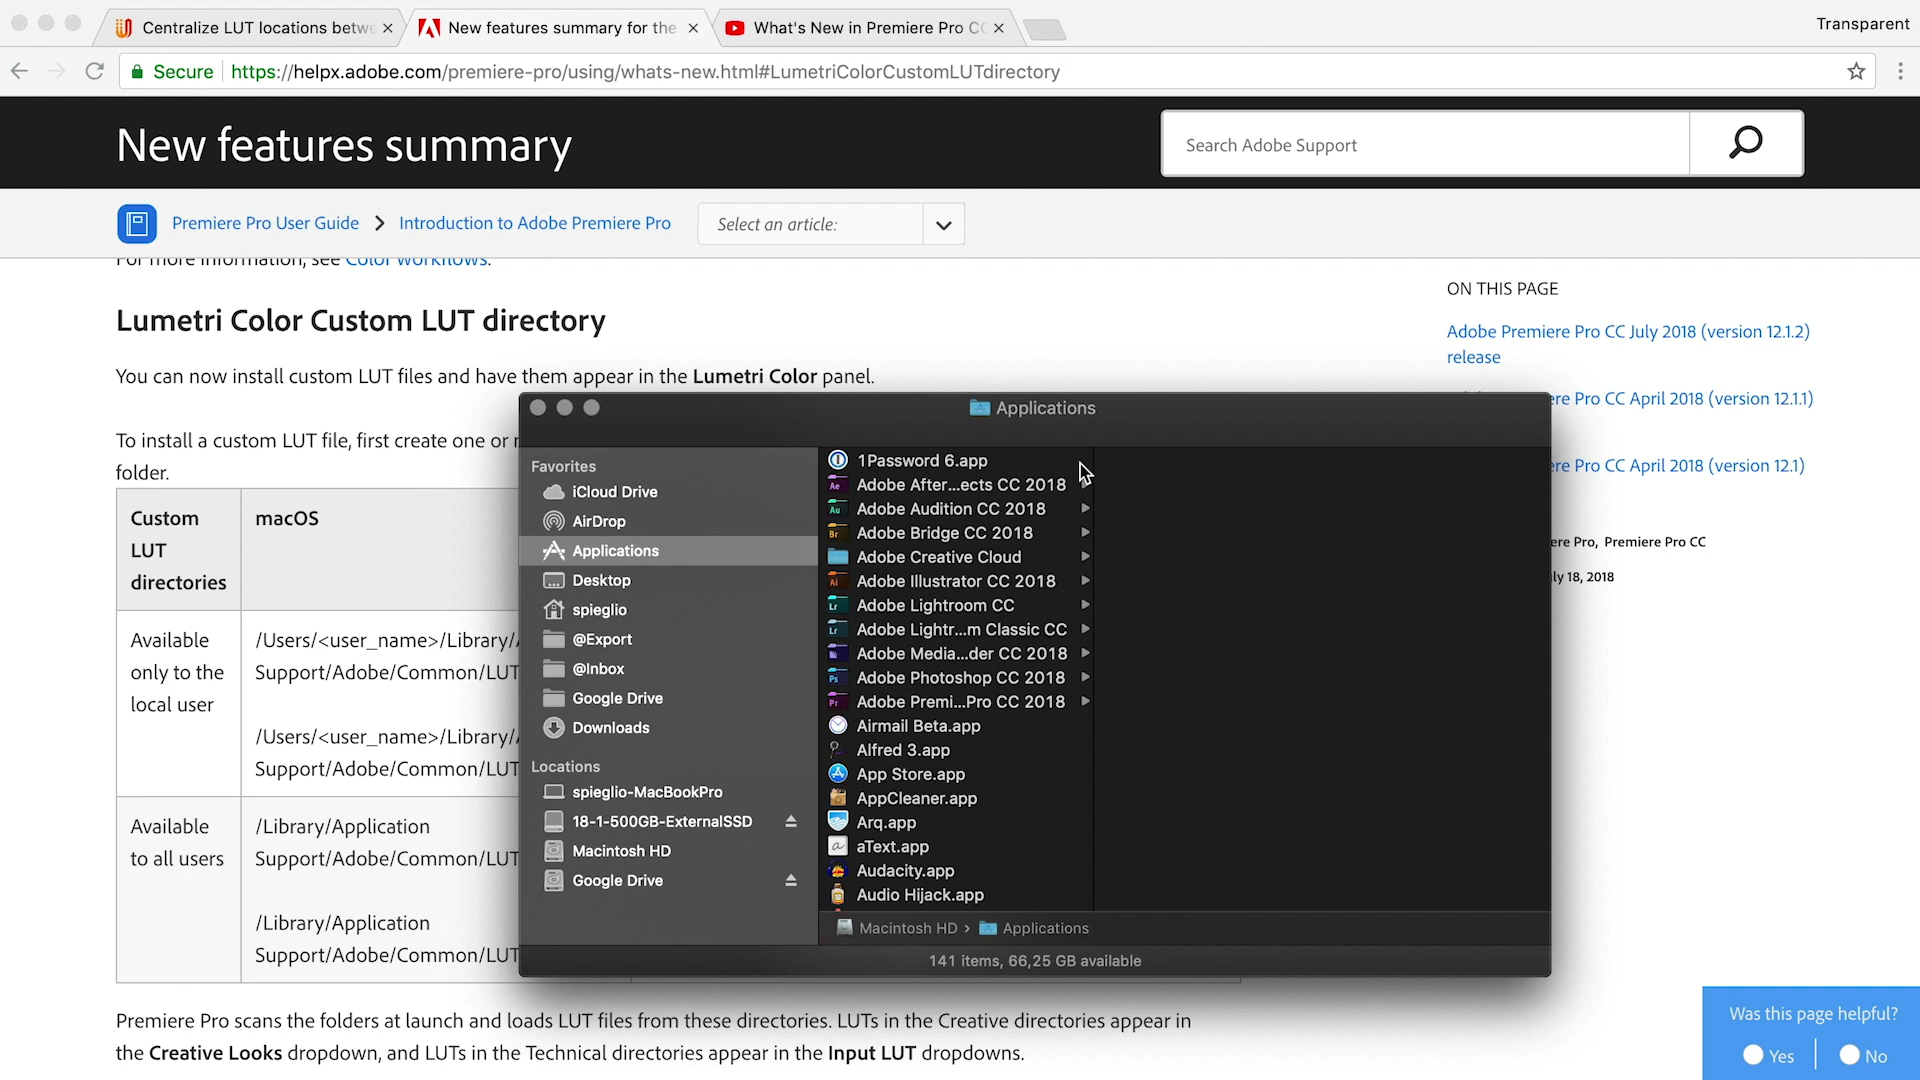 Centralize LUT locations betwe
New features summary for the
What's New in Premiere Pro CC
Transparent
Secure
https://helpx.adobe.com/premiere-pro/using/whats-new.html#LumetriColorCustomLUTdirectory
New features summary
Search Adobe Support
Premiere Pro User Guide
Introduction to Adobe Premiere Pro
Select an article:
For more information, see Color workflows.
Lumetri Color Custom LUT directory
You can now install custom LUT files and have them appear in the Lumetri Color panel.
To install a custom LUT file, first create one or
folder.
Custom
LUT
directories
macOS
Available
only to the
local user
/Users/<user_name>/Library/
Support/Adobe/Common/LUT
/Users/<user_name>/Library/
Support/Adobe/Common/LUT
Available
to all users
/Library/Application
Support/Adobe/Common/LUT
/Library/Application
Support/Adobe/Common/LUT
Premiere Pro scans the folders at launch and loads LUT files from these directories. LUTs in the Creative directories appear in
the Creative Looks dropdown, and LUTs in the Technical directories appear in the Input LUT dropdowns.
ON THIS PAGE
Adobe Premiere Pro CC July 2018 (version 12.1.2)
release
ere Pro CC April 2018 (version 12.1.1)
ere Pro CC April 2018 (version 12.1)
ere Pro, Premiere Pro CC
ly 18, 2018
Applications
Favorites
iCloud Drive
AirDrop
Applications
Desktop
spieglio
@Export
@Inbox
Google Drive
Downloads
Locations
spieglio-MacBookPro
18-1-500GB-ExternalSSD
Macintosh HD
Google Drive
1Password 6.app
Adobe After...ects CC 2018
Adobe Audition CC 2018
Adobe Bridge CC 2018
Adobe Creative Cloud
Adobe Illustrator CC 2018
Adobe Lightroom CC
Adobe Lightr...m Classic CC
Adobe Media...der CC 2018
Adobe Photoshop CC 2018
Adobe Premi...Pro CC 2018
Airmail Beta.app
Alfred 3.app
App Store.app
AppCleaner.app
Arq.app
aText.app
Audacity.app
Audio Hijack.app
Macintosh HD › Applications
141 items, 66,25 GB available
Was this page helpful?
Yes
No